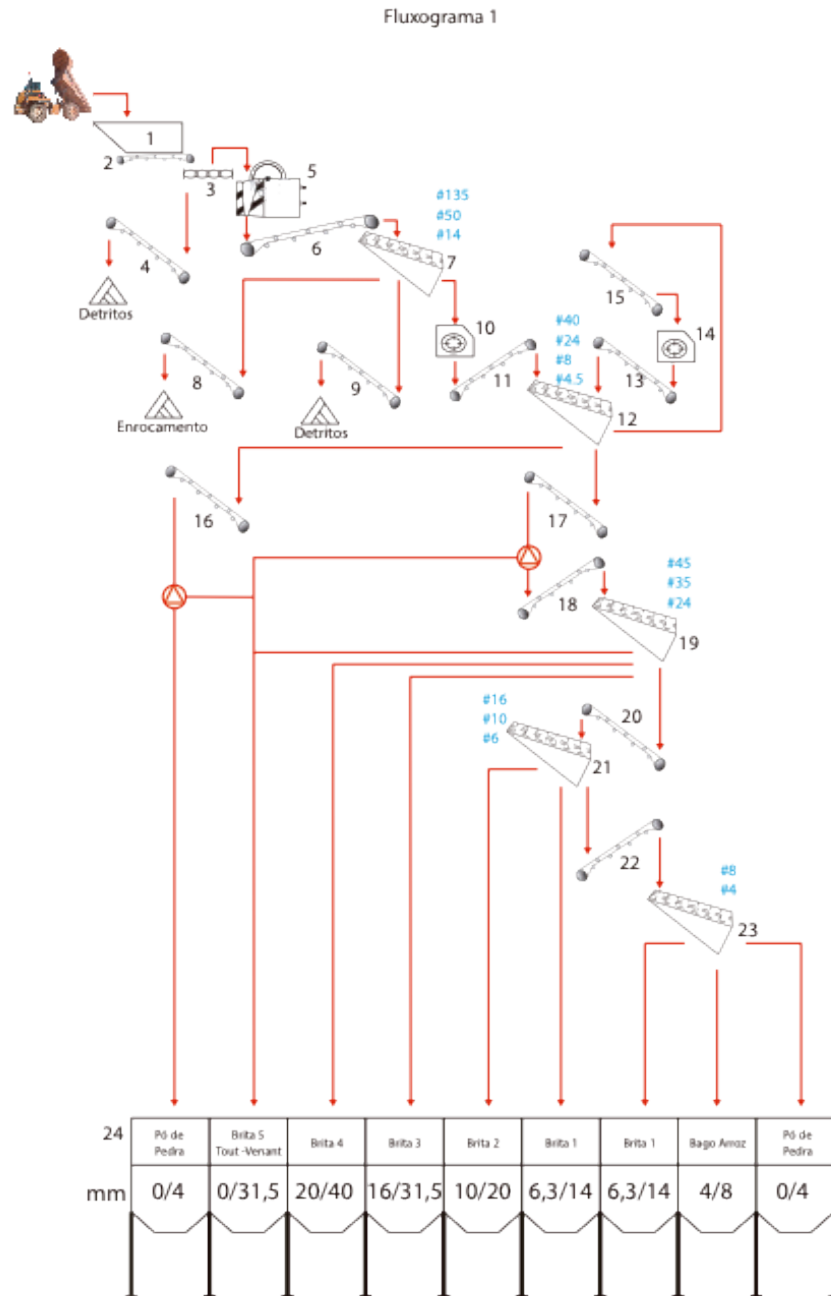 Fluxograma 1
1
2
3
5
#135
#50
#14
4
6
7
15
Detritos
10
#40
#24
#8
#4.5
14
8
9
11
13
12
Enrocamento
Detritos
16
17
#45
#35
#24
18
19
#16
#10
#6
20
21
22
#8
#4
23
24
Pó de
Pedra
Brita 5
Tout -Venant
Brita 4
Brita 3
Brita 2
Brita 1
Brita 1
Bago Arroz
Pó de
Pedra
mm 0/4 0/31,5 20/40 16/31,5 10/20 6,3/14 6,3/14 4/8 0/4